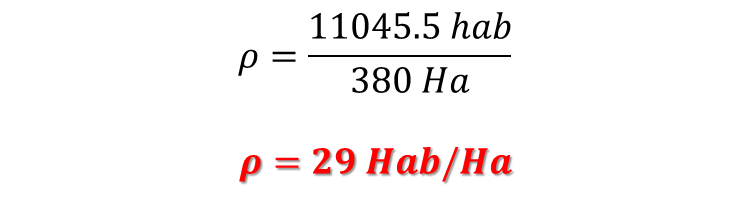 ρ = 11045.5 hab / 380 Ha
ρ = 29 Hab/Ha